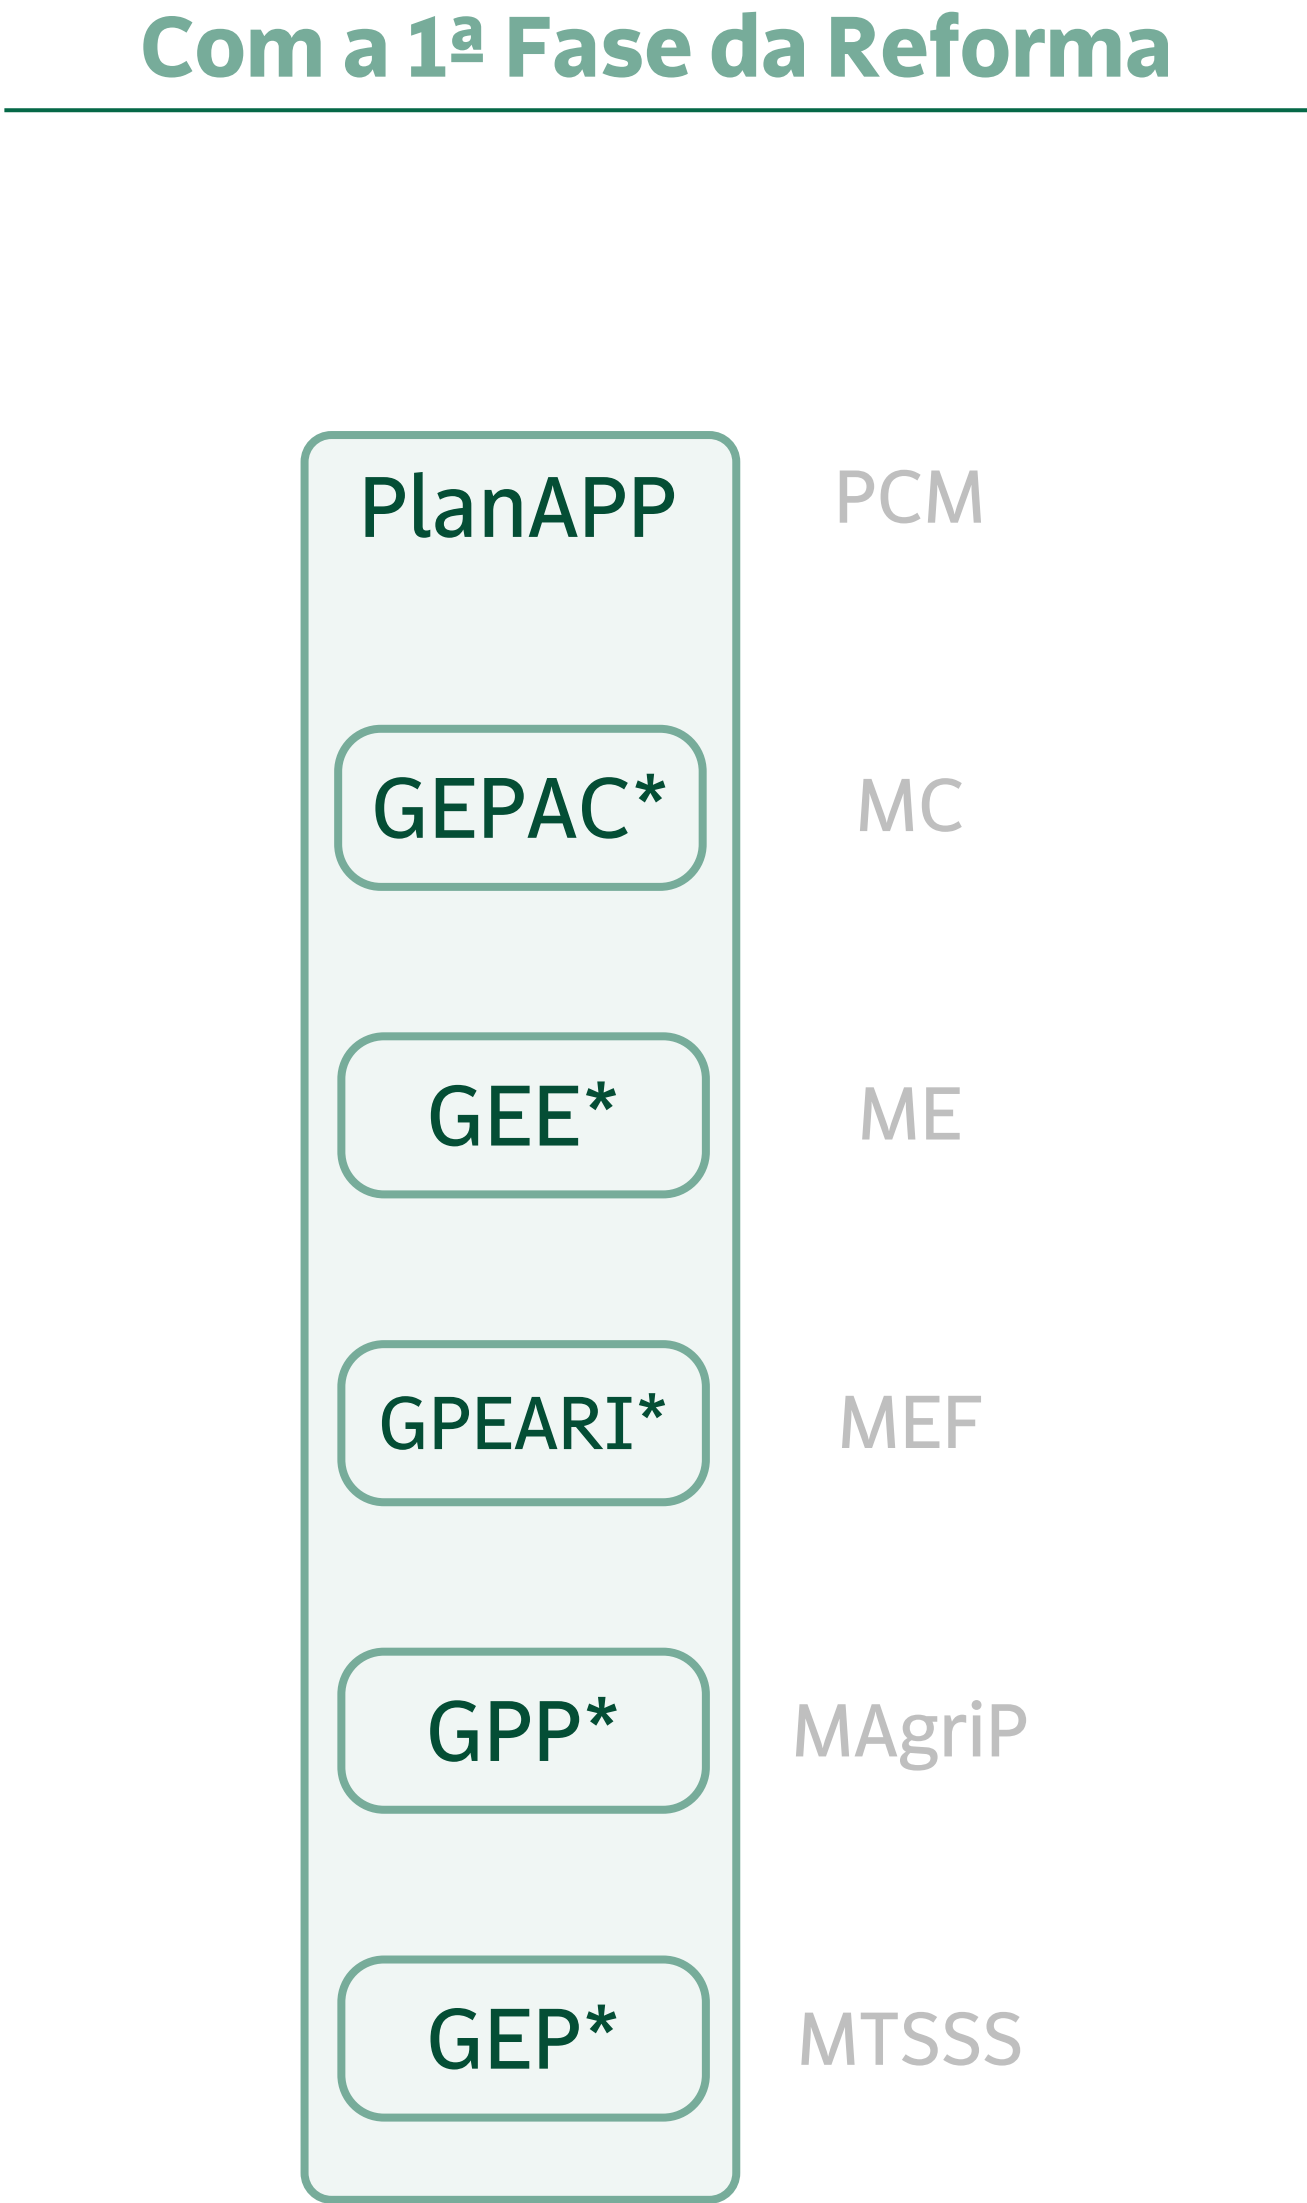 Com a 1ª Fase da Reforma
PlanAPP PCM
GEPAC* MC
GEE* ME
GPEARI* MEF
GPP* MAgriP
GEP* MTSSS